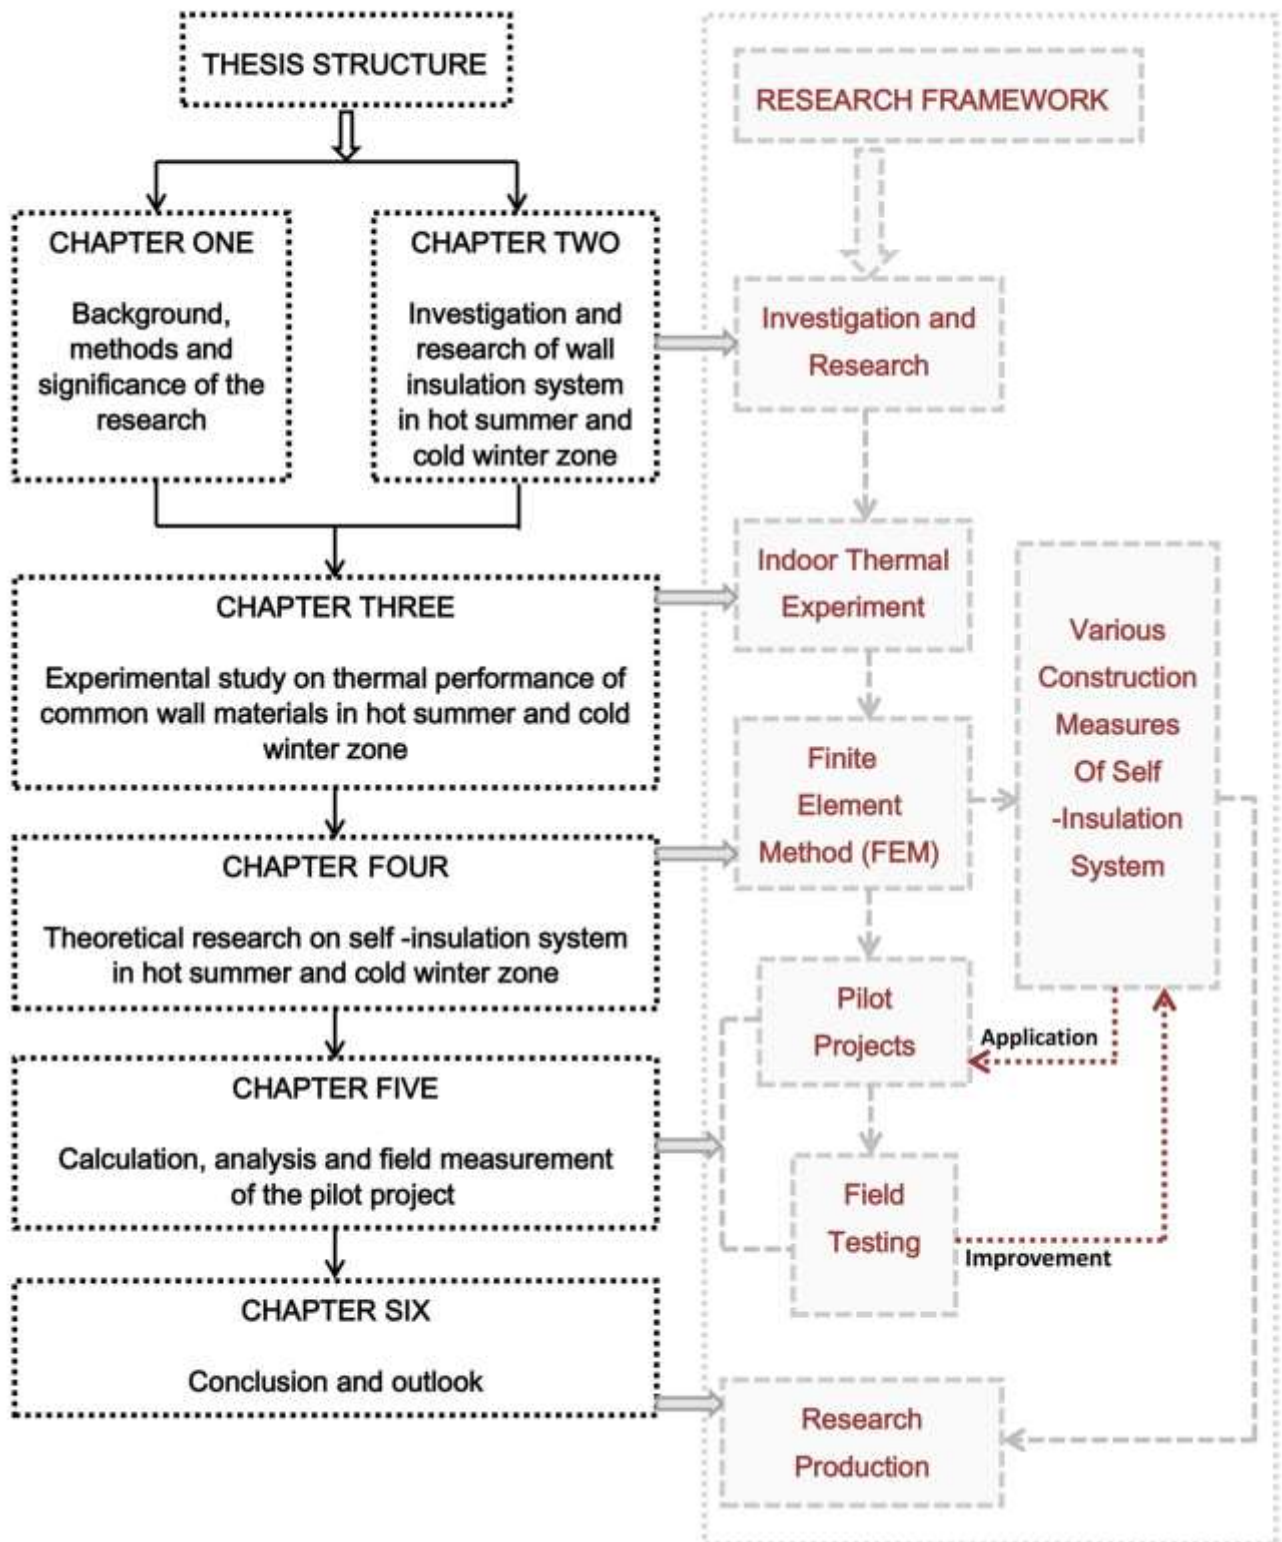 THESIS STRUCTURE
CHAPTER ONE
Background,
methods and
significance of the
research
CHAPTER TWO
Investigation and
research of wall
insulation system
in hot summer and
cold winter zone
CHAPTER THREE
Experimental study on thermal performance of
common wall materials in hot summer and cold
winter zone
CHAPTER FOUR
Theoretical research on self -insulation system
in hot summer and cold winter zone
CHAPTER FIVE
Calculation, analysis and field measurement
of the pilot project
CHAPTER SIX
Conclusion and outlook
RESEARCH FRAMEWORK
Investigation and
Research
Indoor Thermal
Experiment
Finite
Element
Method (FEM)
Various
Construction
Measures
Of Self
-Insulation
System
Pilot
Projects
Application
Field
Testing
Improvement
Research
Production